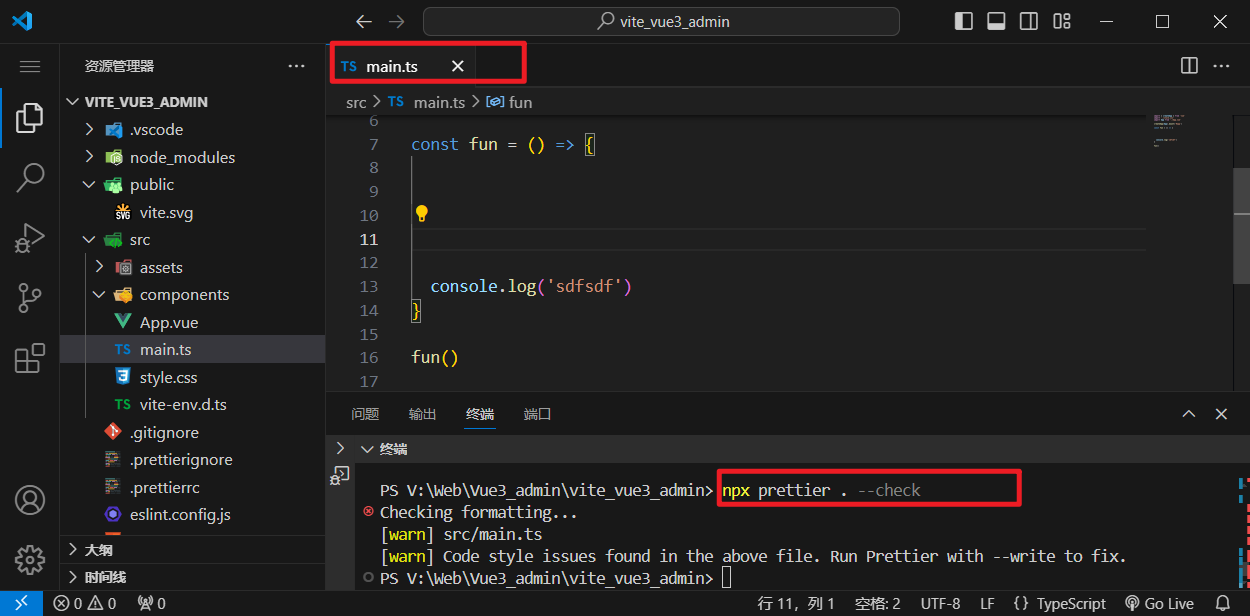 vite_vue3_admin
资源管理器
TS main.ts
VITE_VUE3_ADMIN
src > TS main.ts > fun
.vscode
node_modules
public
SVG vite.svg
src
assets
components
App.vue
TS main.ts
style.css
TS vite-env.d.ts
.gitignore
.prettierignore
.prettierrc
eslint.config.js
大纲
时间线
6
7 const fun = () => {
8
9
10
11
12
13 console.log('sdfsdf')
14 }
15
16 fun()
17
问题 输出 终端 端口
终端
PS V:\Web\Vue3_admin\vite_vue3_admin> npx prettier . --check
Checking formatting...
[warn] src/main.ts
[warn] Code style issues found in the above file. Run Prettier with --write to fix.
PS V:\Web\Vue3_admin\vite_vue3_admin>
0 0 0 行 11，列 1 空格: 2 UTF-8 LF {} TypeScript Go Live